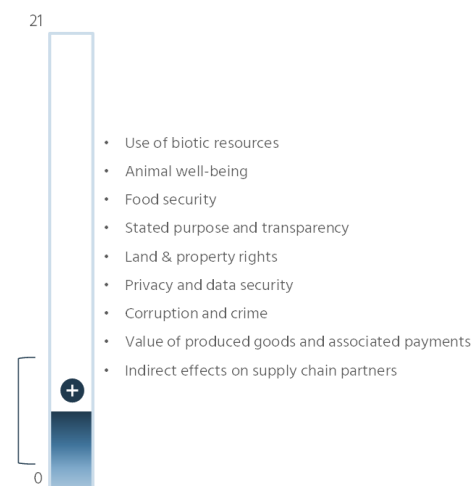 21
• Use of biotic resources
• Animal well-being
• Food security
• Stated purpose and transparency
• Land & property rights
• Privacy and data security
• Corruption and crime
• Value of produced goods and associated payments
• Indirect effects on supply chain partners
+
0